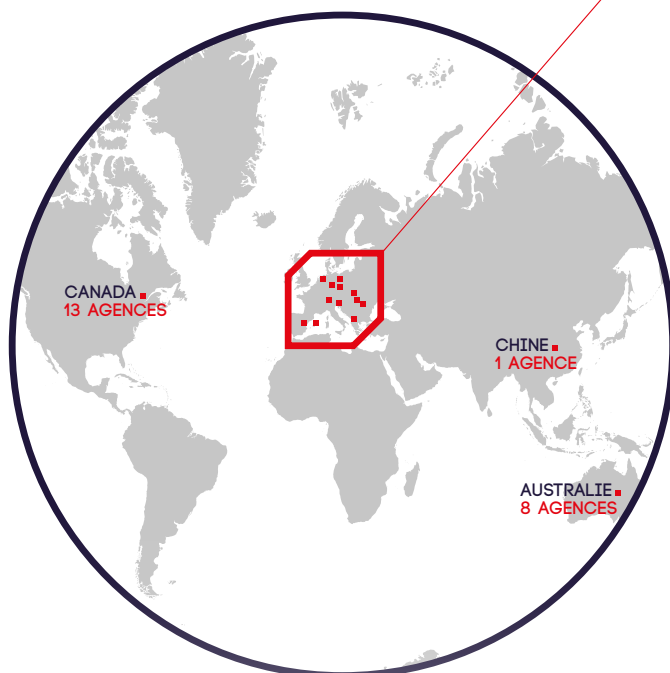 CANADA
13 AGENCES
CHINE
1 AGENCE
AUSTRALIE
8 AGENCES